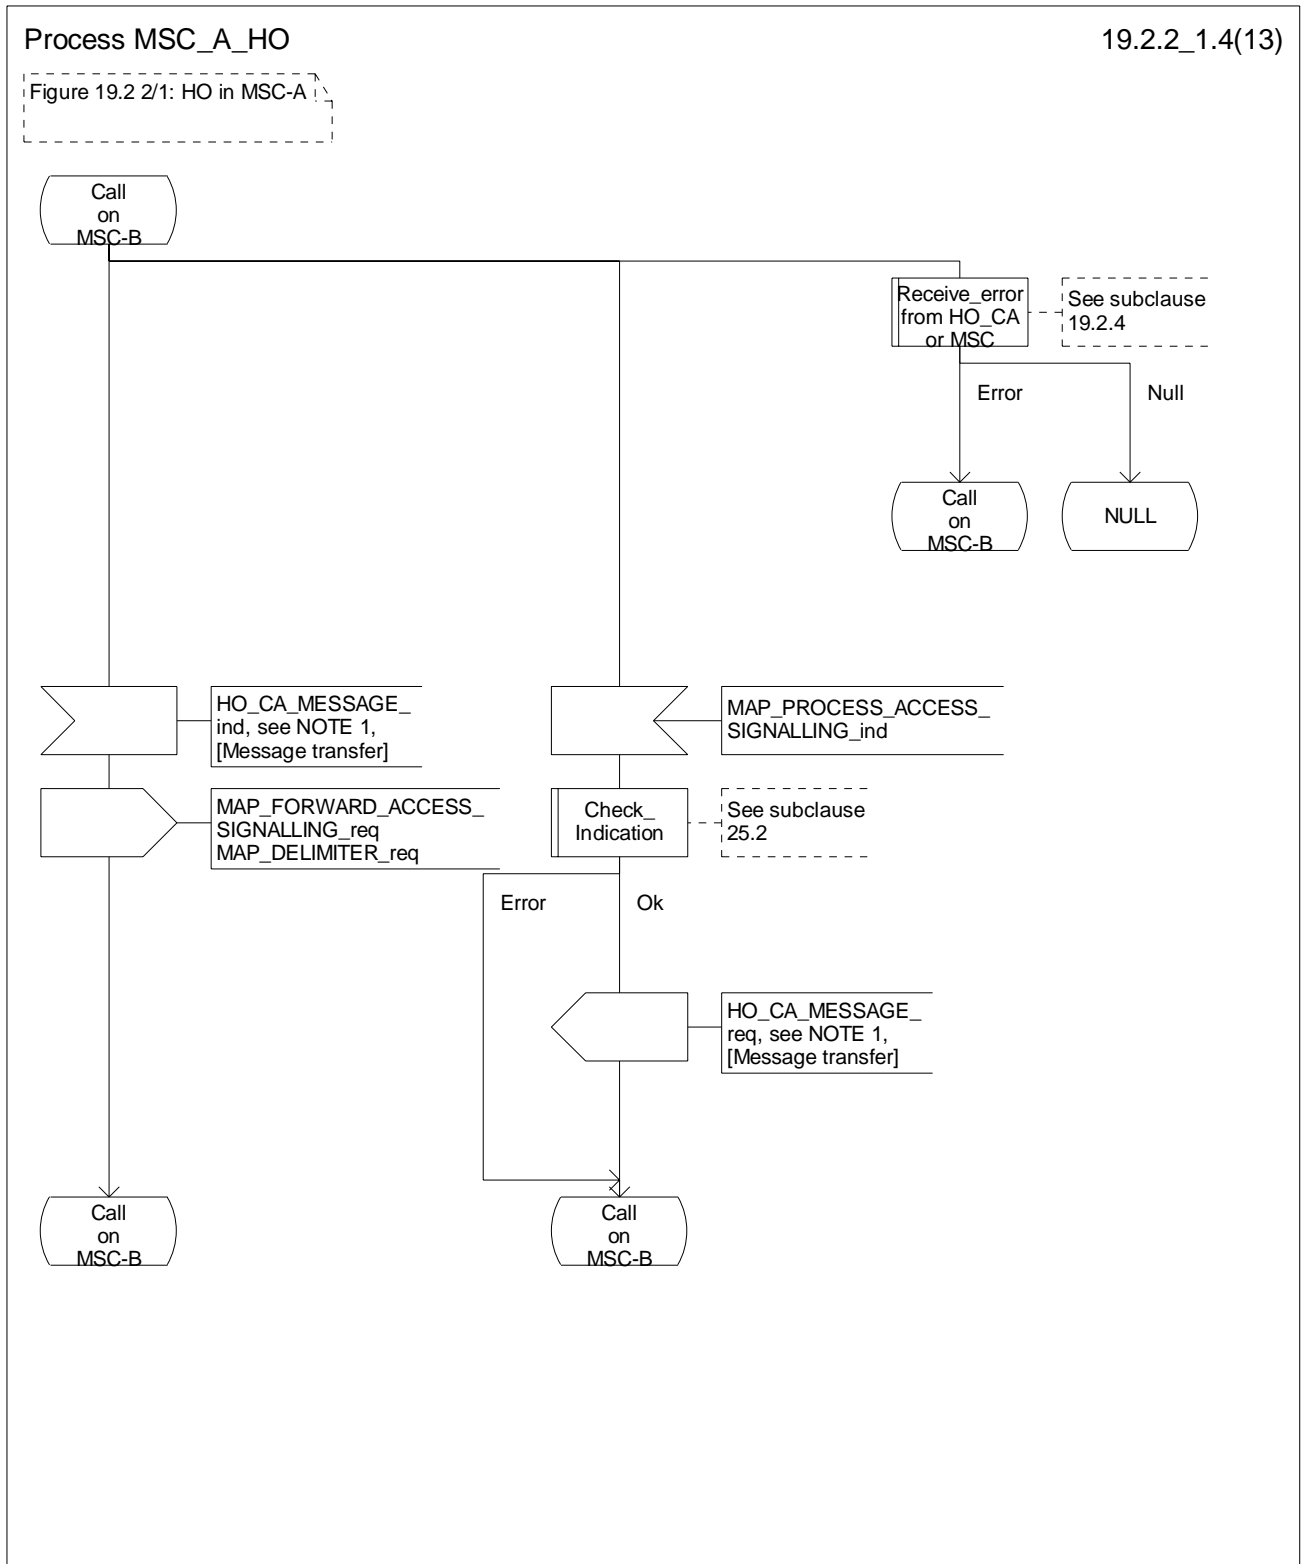 Process MSC_A_HO
19.2.2_1.4(13)
Figure 19.2 2/1: HO in MSC-A
Call
on
MSC-B
Receive_error
from HO_CA
or MSC
See subclause
19.2.4
Error
Null
Call
on
MSC-B
NULL
HO_CA_MESSAGE_
ind, see NOTE 1,
[Message transfer]
MAP_PROCESS_ACCESS_
SIGNALLING_ind
MAP_FORWARD_ACCESS_
SIGNALLING_req
MAP_DELIMITER_req
Check_
Indication
See subclause
25.2
Error
Ok
HO_CA_MESSAGE_
req, see NOTE 1,
[Message transfer]
Call
on
MSC-B
Call
on
MSC-B